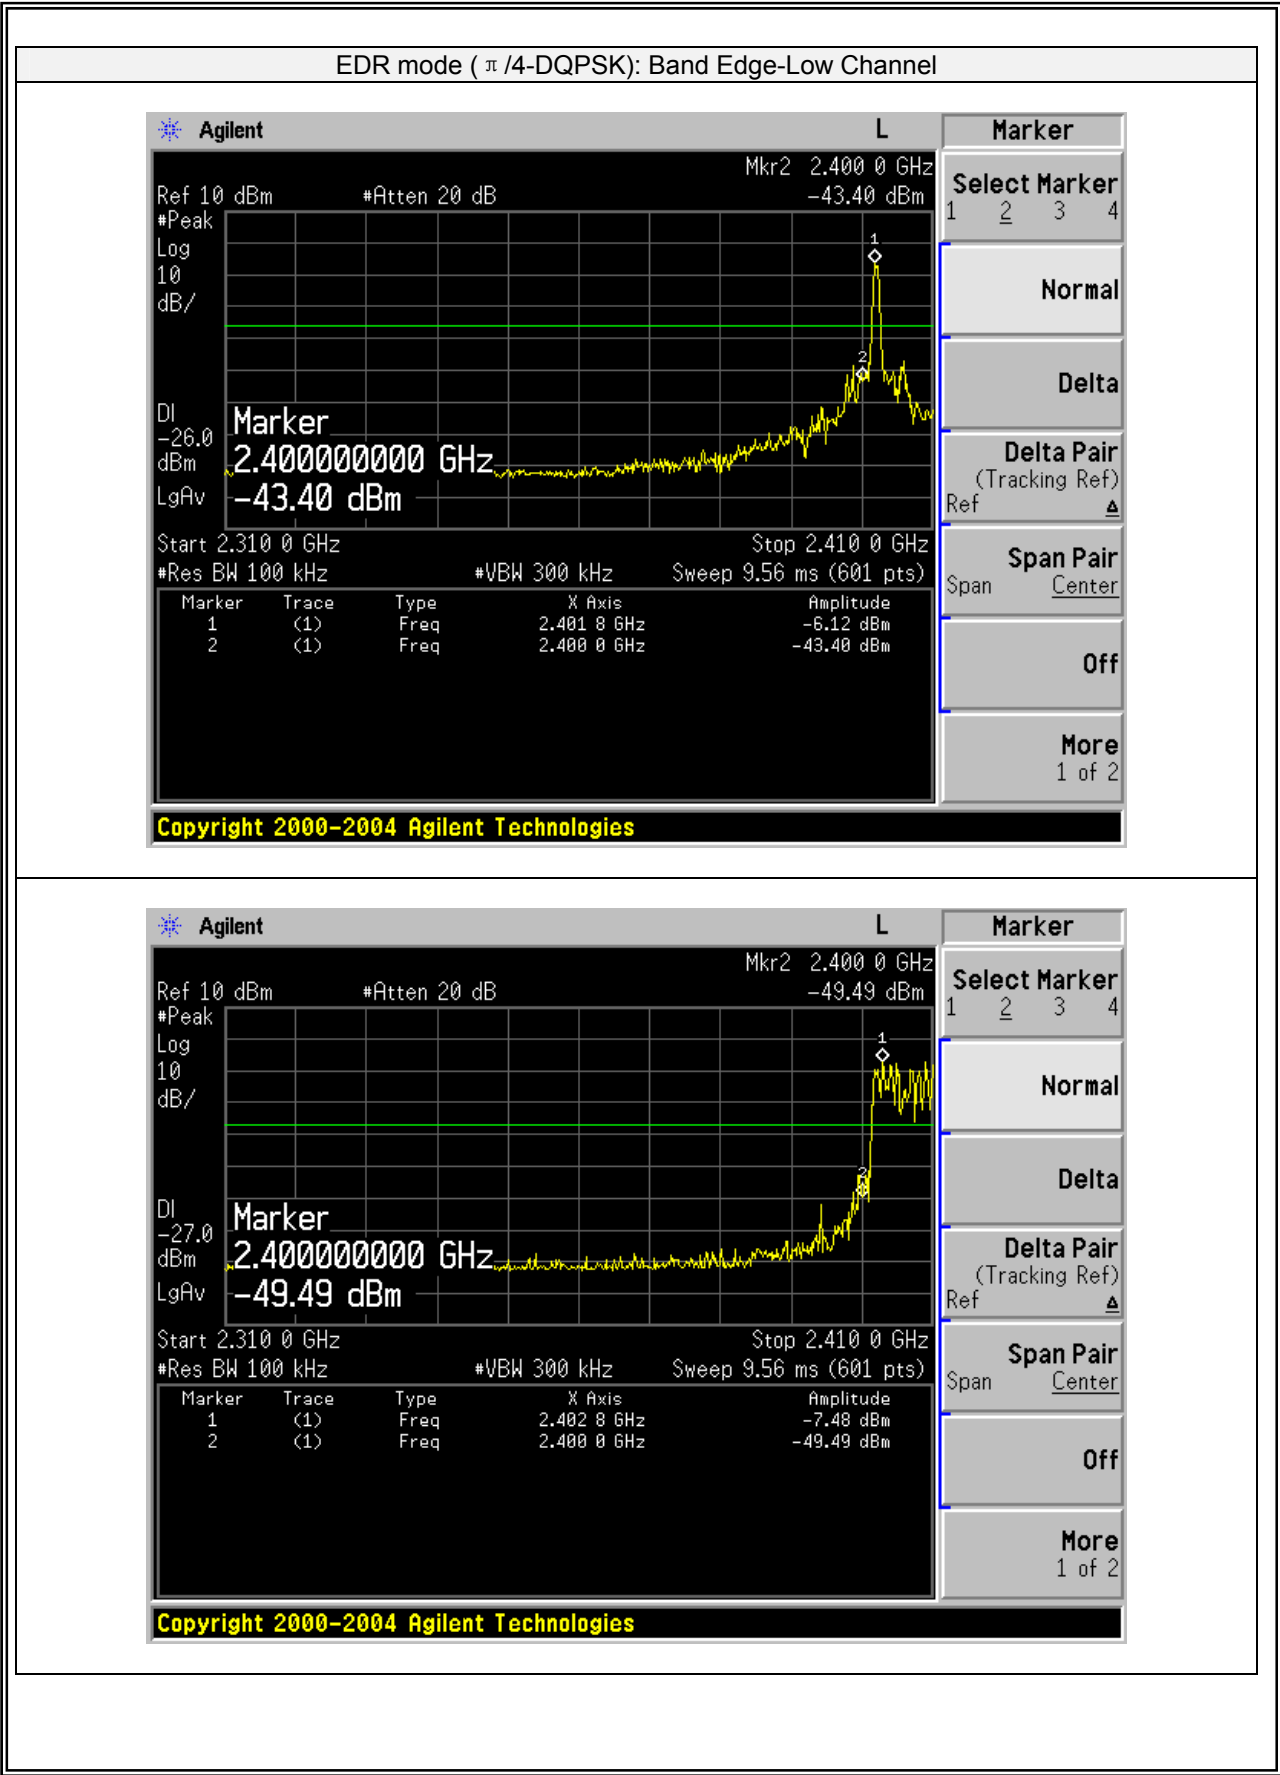 EDR mode ( π /4-DQPSK): Band Edge-Low Channel
Agilent L Marker
Mkr2 2.400 0 GHz
Ref 10 dBm #Atten 20 dB -43.40 dBm
#Peak
Log
10
dB/
1
2
DI
-26.0
dBm
LgAv
Marker
2.400000000 GHz
-43.40 dBm
Start 2.310 0 GHz Stop 2.410 0 GHz
#Res BW 100 kHz #VBW 300 kHz Sweep 9.56 ms (601 pts)
Marker Trace Type X Axis Amplitude
1 (1) Freq 2.401 8 GHz -6.12 dBm
2 (1) Freq 2.400 0 GHz -43.40 dBm
Select Marker
1 2 3 4
Normal
Delta
Delta Pair
(Tracking Ref)
Ref Δ
Span Pair
Span Center
Off
More
1 of 2
Copyright 2000-2004 Agilent Technologies
Agilent L Marker
Mkr2 2.400 0 GHz
Ref 10 dBm #Atten 20 dB -49.49 dBm
#Peak
Log
10
dB/
1
2
DI
-27.0
dBm
LgAv
Marker
2.400000000 GHz
-49.49 dBm
Start 2.310 0 GHz Stop 2.410 0 GHz
#Res BW 100 kHz #VBW 300 kHz Sweep 9.56 ms (601 pts)
Marker Trace Type X Axis Amplitude
1 (1) Freq 2.402 8 GHz -7.48 dBm
2 (1) Freq 2.400 0 GHz -49.49 dBm
Select Marker
1 2 3 4
Normal
Delta
Delta Pair
(Tracking Ref)
Ref Δ
Span Pair
Span Center
Off
More
1 of 2
Copyright 2000-2004 Agilent Technologies